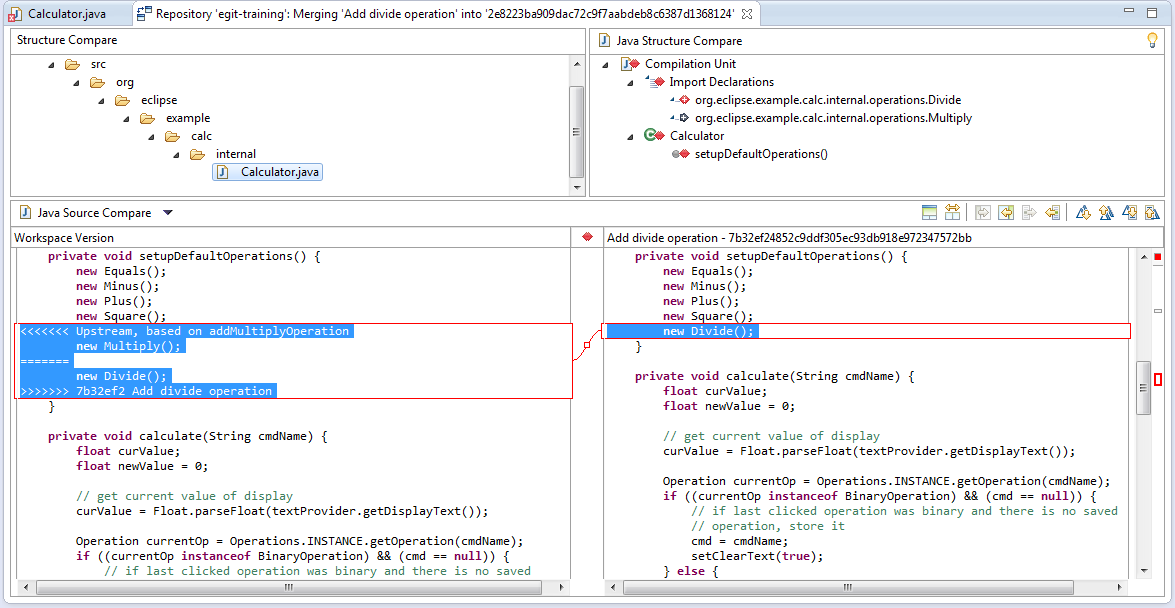 Calculator.java
Repository 'egit-training': Merging 'Add divide operation' into '2e8223ba909dac72c9f7aabdeb8c6387d1368124'
Structure Compare
src
org
eclipse
example
calc
internal
Calculator.java
Java Structure Compare
Compilation Unit
Import Declarations
org.eclipse.example.calc.internal.operations.Divide
org.eclipse.example.calc.internal.operations.Multiply
Calculator
setupDefaultOperations()
Java Source Compare
Workspace Version
    private void setupDefaultOperations() {
        new Equals();
        new Minus();
        new Plus();
        new Square();
<<<<<<< Upstream, based on addMultiplyOperation
        new Multiply();
=======
        new Divide();
>>>>>>> 7b32ef2 Add divide operation
    }
    private void calculate(String cmdName) {
        float curValue;
        float newValue = 0;
        // get current value of display
        curValue = Float.parseFloat(textProvider.getDisplayText());
        Operation currentOp = Operations.INSTANCE.getOperation(cmdName);
        if ((currentOp instanceof BinaryOperation) && (cmd == null)) {
            // if last clicked operation was binary and there is no saved
Add divide operation - 7b32ef24852c9ddf305ec93db918e972347572bb
    private void setupDefaultOperations() {
        new Equals();
        new Minus();
        new Plus();
        new Square();
        new Divide();
    }
    private void calculate(String cmdName) {
        float curValue;
        float newValue = 0;
        // get current value of display
        curValue = Float.parseFloat(textProvider.getDisplayText());
        Operation currentOp = Operations.INSTANCE.getOperation(cmdName);
        if ((currentOp instanceof BinaryOperation) && (cmd == null)) {
            // if last clicked operation was binary and there is no saved
            // operation, store it
            cmd = cmdName;
            setClearText(true);
        } else {